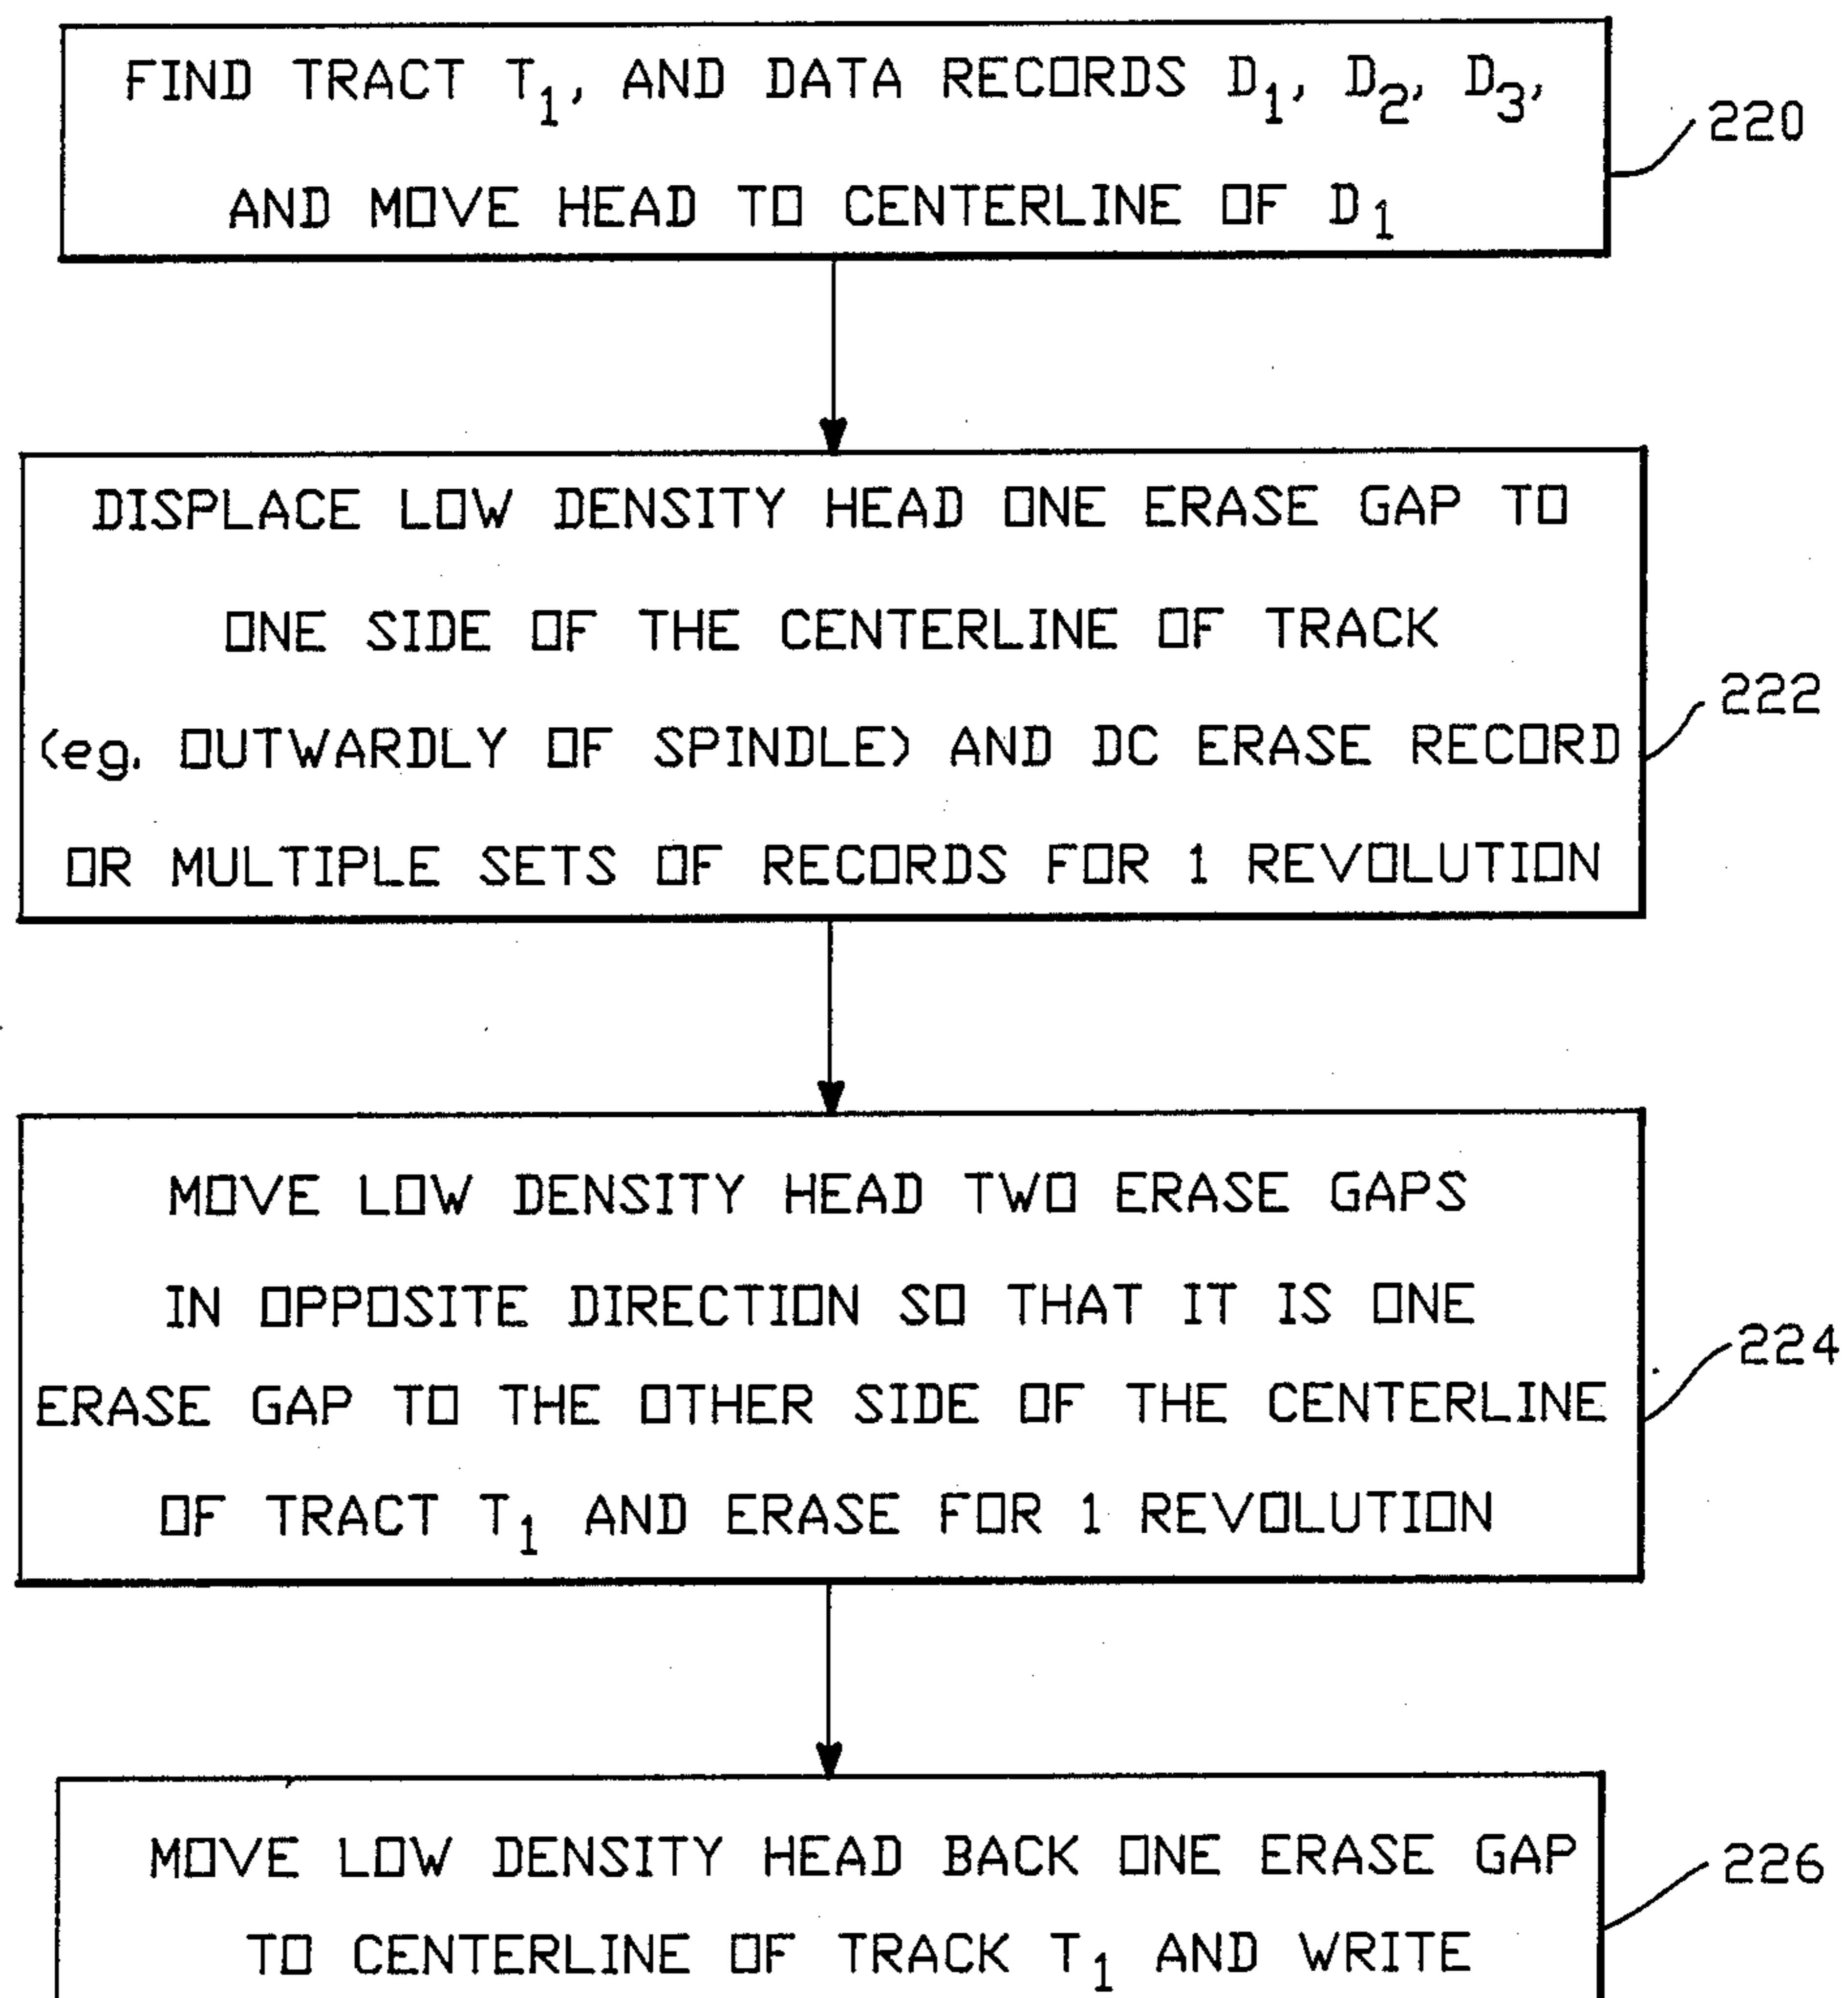 FIND TRACT T₁, AND DATA RECORDS D₁, D₂, D₃,
AND MOVE HEAD TO CENTERLINE OF D₁
220
DISPLACE LOW DENSITY HEAD ONE ERASE GAP TO
ONE SIDE OF THE CENTERLINE OF TRACK
(eg. OUTWARDLY OF SPINDLE) AND DC ERASE RECORD
OR MULTIPLE SETS OF RECORDS FOR 1 REVOLUTION
222
MOVE LOW DENSITY HEAD TWO ERASE GAPS
IN OPPOSITE DIRECTION SO THAT IT IS ONE
ERASE GAP TO THE OTHER SIDE OF THE CENTERLINE
OF TRACT T₁ AND ERASE FOR 1 REVOLUTION
224
MOVE LOW DENSITY HEAD BACK ONE ERASE GAP
TO CENTERLINE OF TRACK T₁ AND WRITE
226